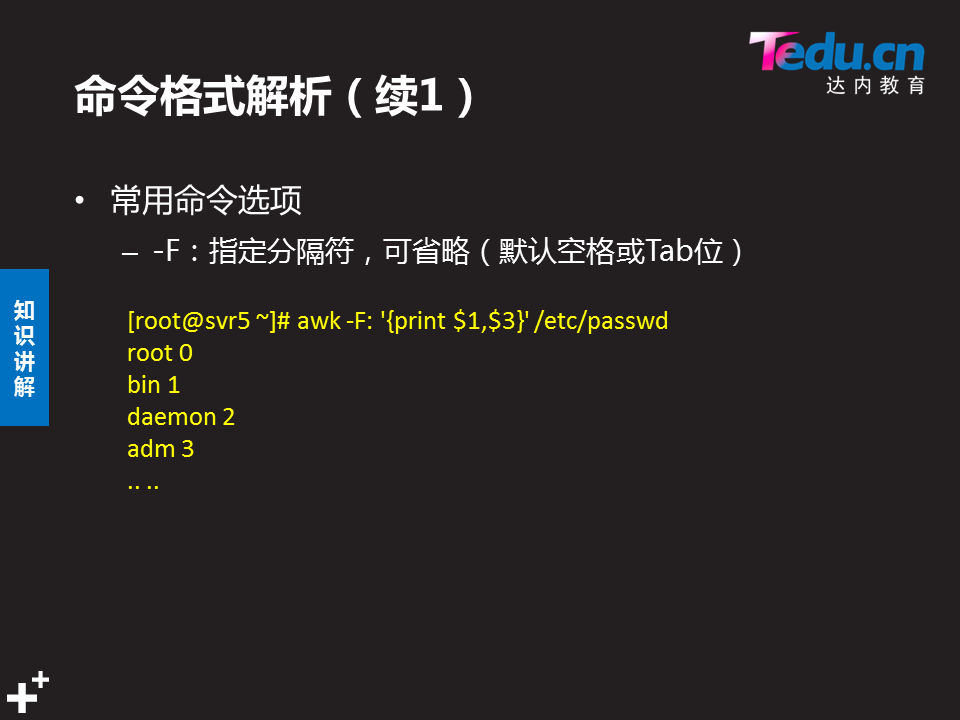 Tedu.cn
达内教育
命令格式解析（续1）
• 常用命令选项
– -F：指定分隔符，可省略（默认空格或Tab位）
知识讲解
[root@svr5 ~]# awk -F: '{print $1,$3}' /etc/passwd
root 0
bin 1
daemon 2
adm 3
.. ..